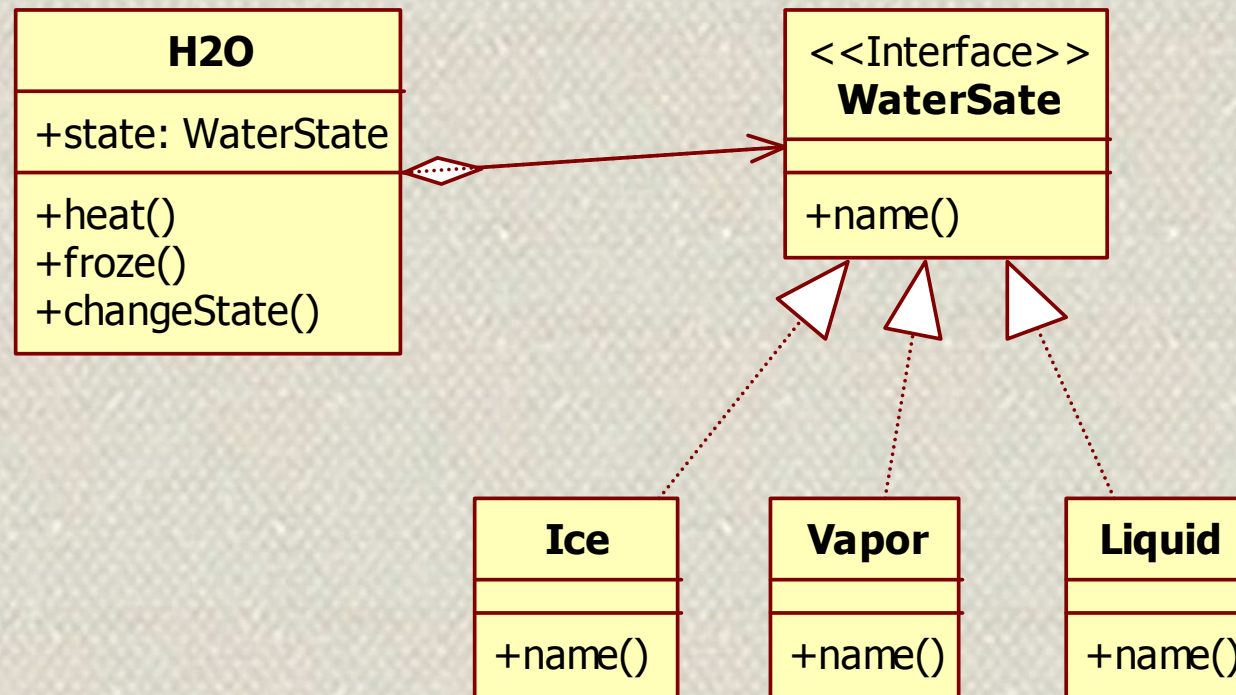 H2O
+state: WaterState
+heat()
+froze()
+changeState()
<<Interface>>
WaterSate
+name()
Ice
+name()
Vapor
+name()
Liquid
+name()